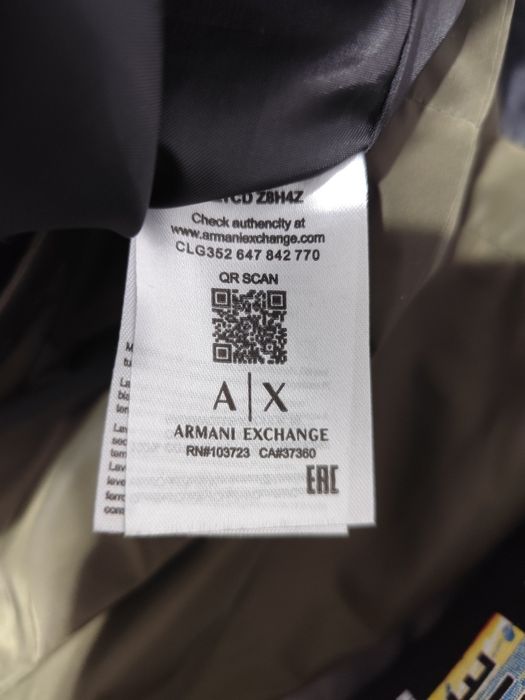 Z8H4Z
Check authencity at
www.armaniexchange.com
CLG352 647 842 770
QR SCAN
A|X
ARMANI EXCHANGE
RN#103723 CA#37360
EAC